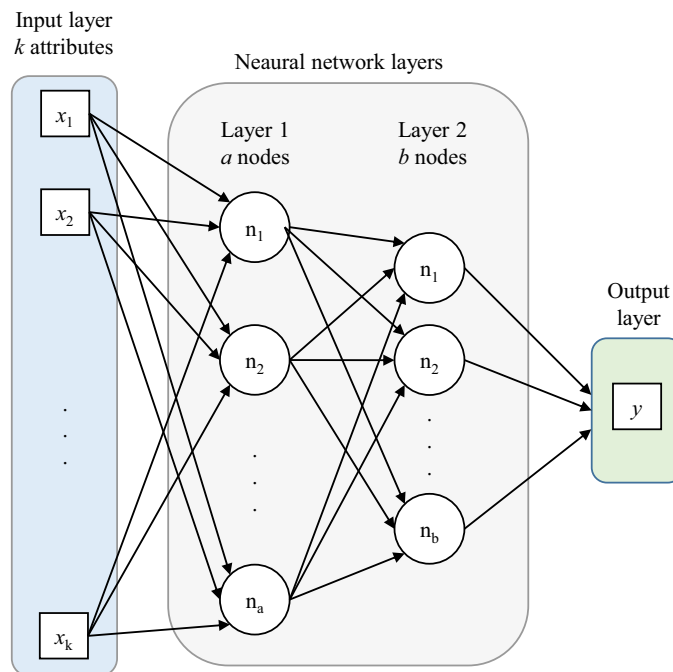 Input layer
k attributes
Neaural network layers
Layer 1
a nodes
Layer 2
b nodes
x1
x2
.
.
.
xk
n1
n2
.
.
.
na
n1
n2
.
.
.
nb
Output
layer
y